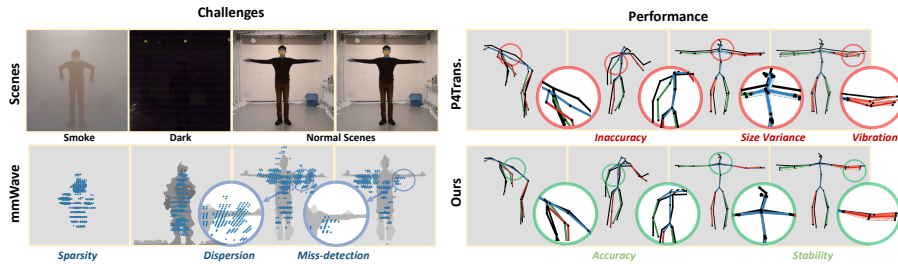 Challenges
Performance
Scenes
Smoke
Dark
Normal Scenes
mmWave
Sparsity
Dispersion
Miss-detection
P4Trans.
Inaccuracy
Size Variance
Vibration
Ours
Accuracy
Stability